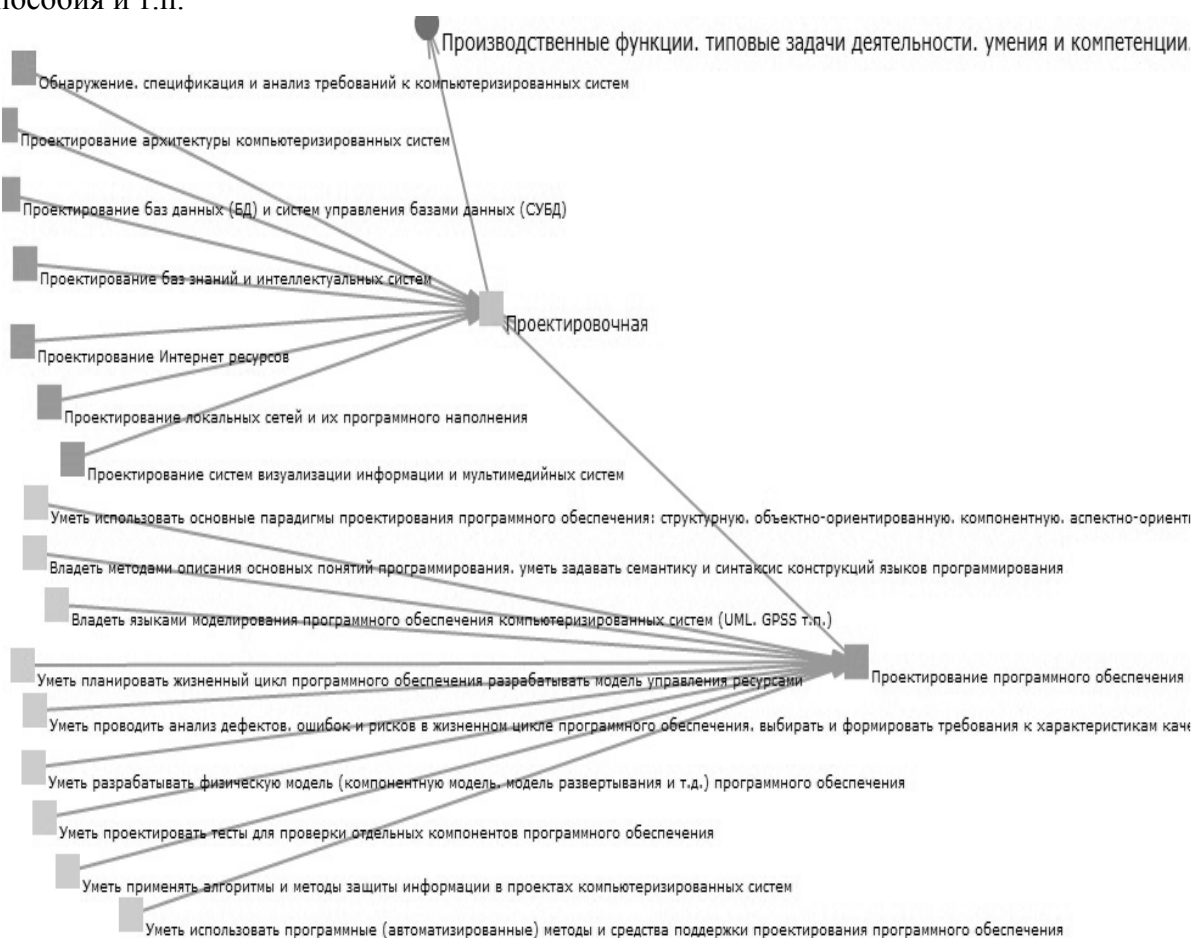 пособия и т.п.
Производственные функции. типовые задачи деятельности. умения и компетенции.
Обнаружение. спецификация и анализ требований к компьютеризированных систем
Проектирование архитектуры компьютеризированных систем
Проектирование баз данных (БД) и систем управления базами данных (СУБД)
Проектирование баз знаний и интеллектуальных систем
Проектировочная
Проектирование Интернет ресурсов
Проектирование локальных сетей и их программного наполнения
Проектирование систем визуализации информации и мультимедийных систем
Уметь использовать основные парадигмы проектирования программного обеспечения: структурную. объектно-ориентированную. компонентную. аспектно-ориент
Владеть методами описания основных понятий программирования. уметь задавать семантику и синтаксис конструкций языков программирования
Владеть языками моделирования программного обеспечения компьютеризированных систем (UML. GPSS т.п.)
Проектирование программного обеспечения
Уметь планировать жизненный цикл программного обеспечения разрабатывать модель управления ресурсами
Уметь проводить анализ дефектов. ошибок и рисков в жизненном цикле программного обеспечения. выбирать и формировать требования к характеристикам каче
Уметь разрабатывать физическую модель (компонентную модель. модель развертывания и т.д.) программного обеспечения
Уметь проектировать тесты для проверки отдельных компонентов программного обеспечения
Уметь применять алгоритмы и методы защиты информации в проектах компьютеризированных систем
Уметь использовать программные (автоматизированные) методы и средства поддержки проектирования программного обеспечения